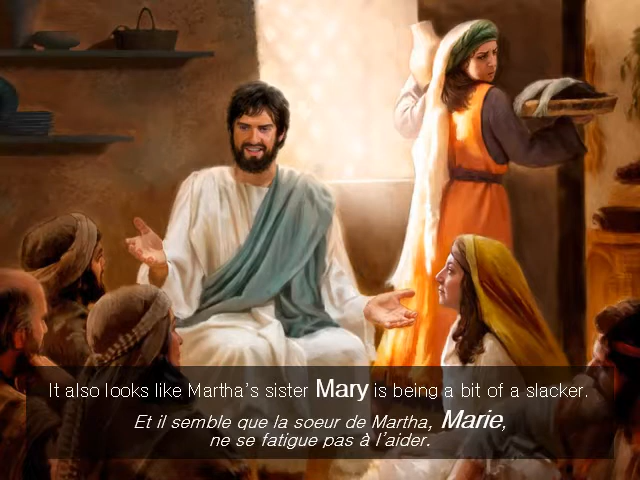 It also looks like Martha's sister Mary is being a bit of a slacker.
Et il semble que la soeur de Martha, Marie,
ne se fatigue pas à l'aider.